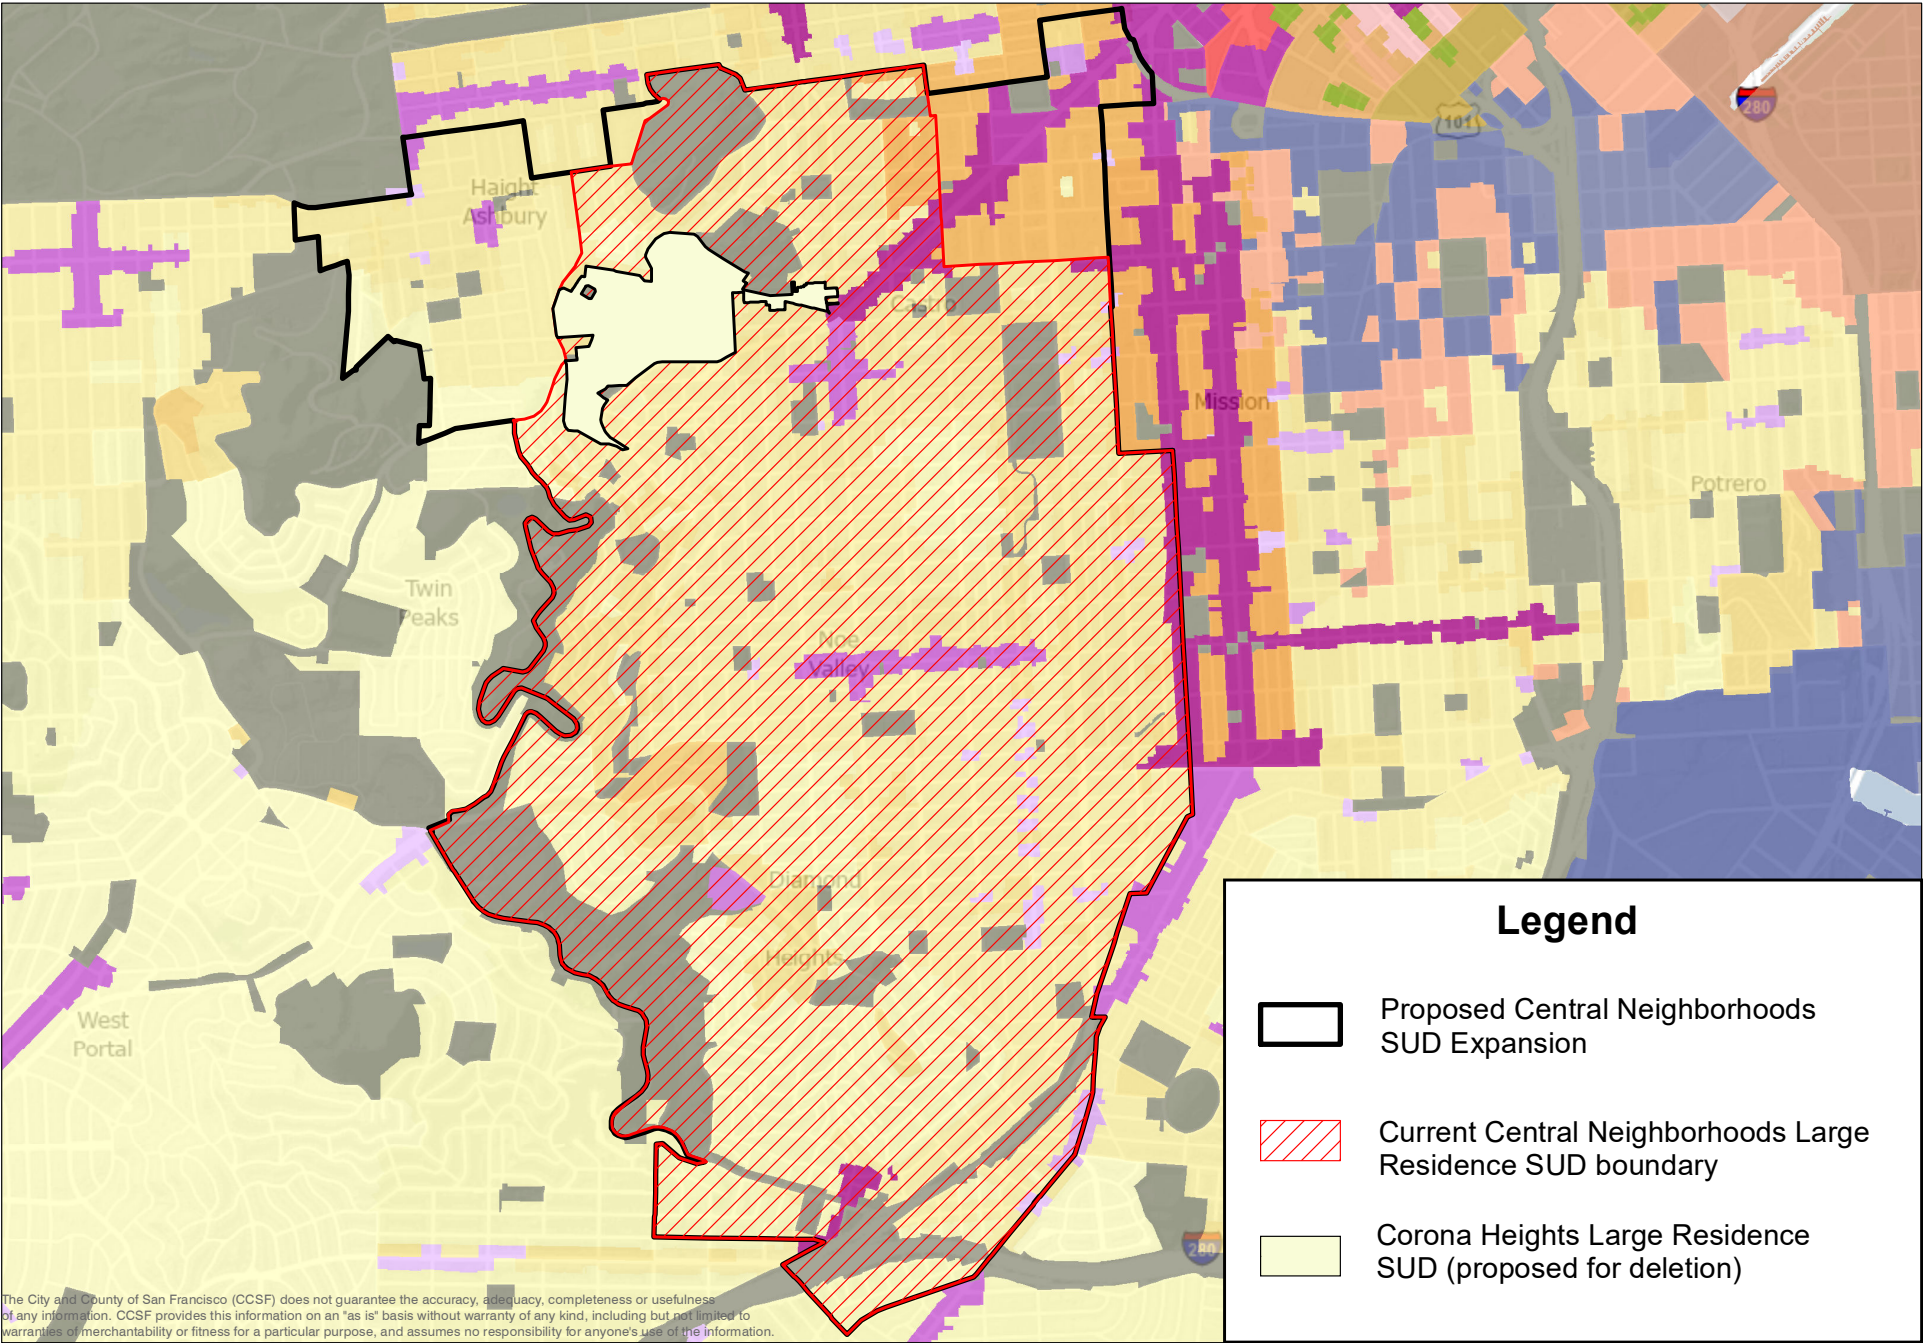 101
280
Haight
Ashbury
Castro
Mission
Potrero
Twin
Peaks
Noe
Valley
Diamond
Heights
West
Portal
280
Legend
Proposed Central Neighborhoods
SUD Expansion
Current Central Neighborhoods Large
Residence SUD boundary
Corona Heights Large Residence
SUD (proposed for deletion)
The City and County of San Francisco (CCSF) does not guarantee the accuracy, adequacy, completeness or usefulness
of any information. CCSF provides this information on an "as is" basis without warranty of any kind, including but not limited to
warranties of merchantability or fitness for a particular purpose, and assumes no responsibility for anyone's use of the information.